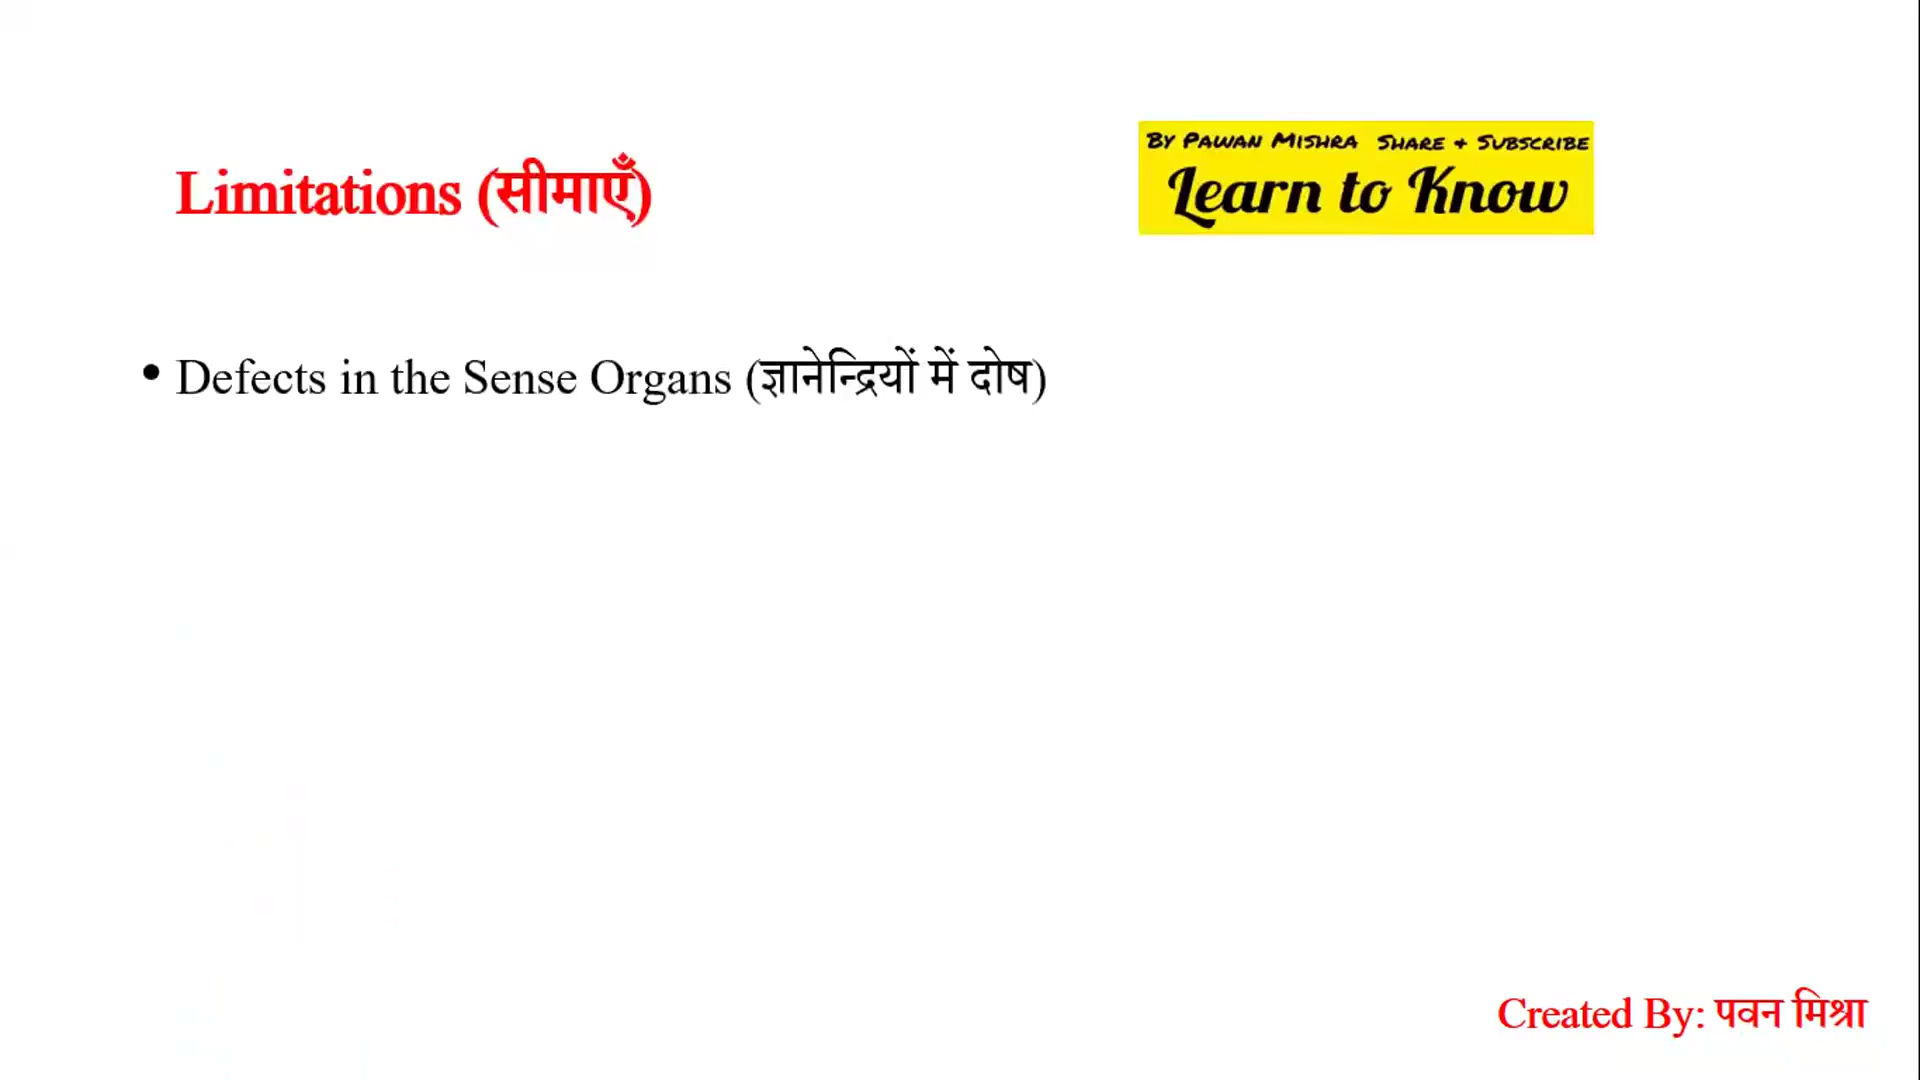 By Pawan Mishra Share + Subscribe
Learn to Know
Limitations (सीमाएँ)
• Defects in the Sense Organs (ज्ञानेन्द्रियों में दोष)
Created By: पवन मिश्रा